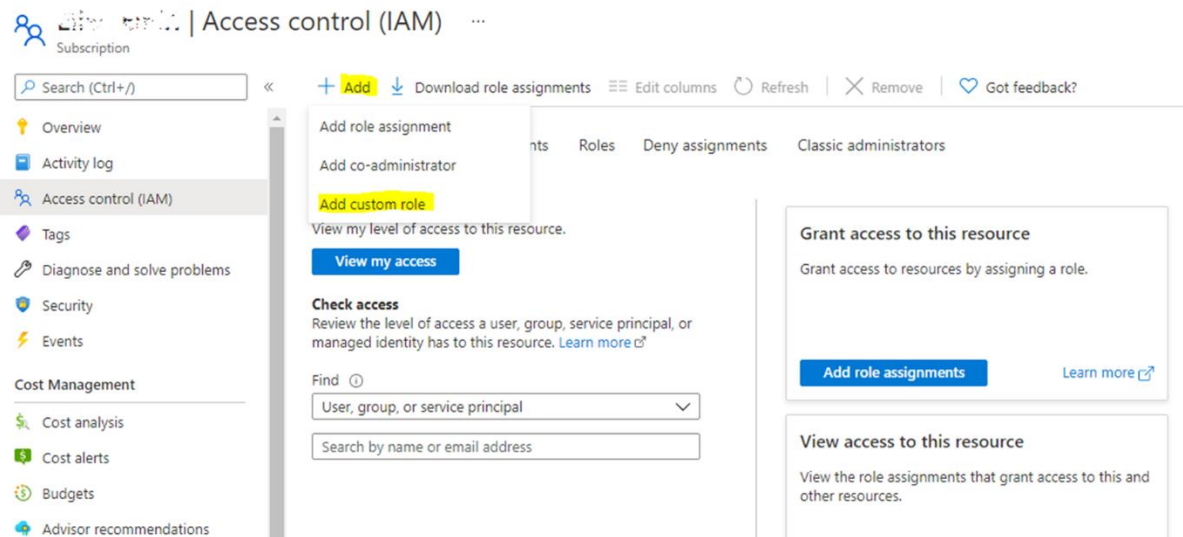 | Access control (IAM) ...
Subscription
Search (Ctrl+/)
«
Overview
Activity log
Access control (IAM)
Tags
Diagnose and solve problems
Security
Events
Cost Management
Cost analysis
Cost alerts
Budgets
Advisor recommendations
Add Download role assignments Edit columns Refresh Remove Got feedback?
Add role assignment
Add co-administrator
Add custom role
Roles Deny assignments Classic administrators
View my level of access to this resource.
View my access
Check access
Review the level of access a user, group, service principal, or
managed identity has to this resource. Learn more
Find
User, group, or service principal
Search by name or email address
Grant access to this resource
Grant access to resources by assigning a role.
Add role assignments Learn more
View access to this resource
View the role assignments that grant access to this and
other resources.